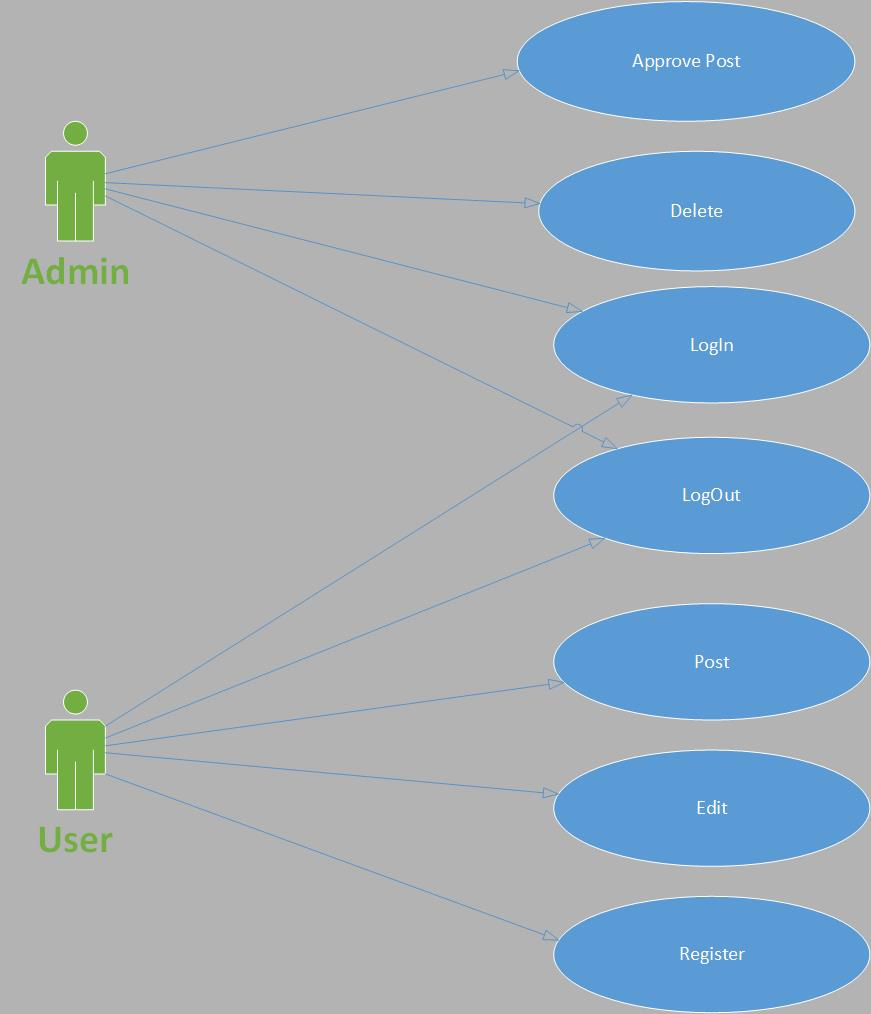 Approve Post
Admin
Delete
LogIn
LogOut
Post
User
Edit
Register